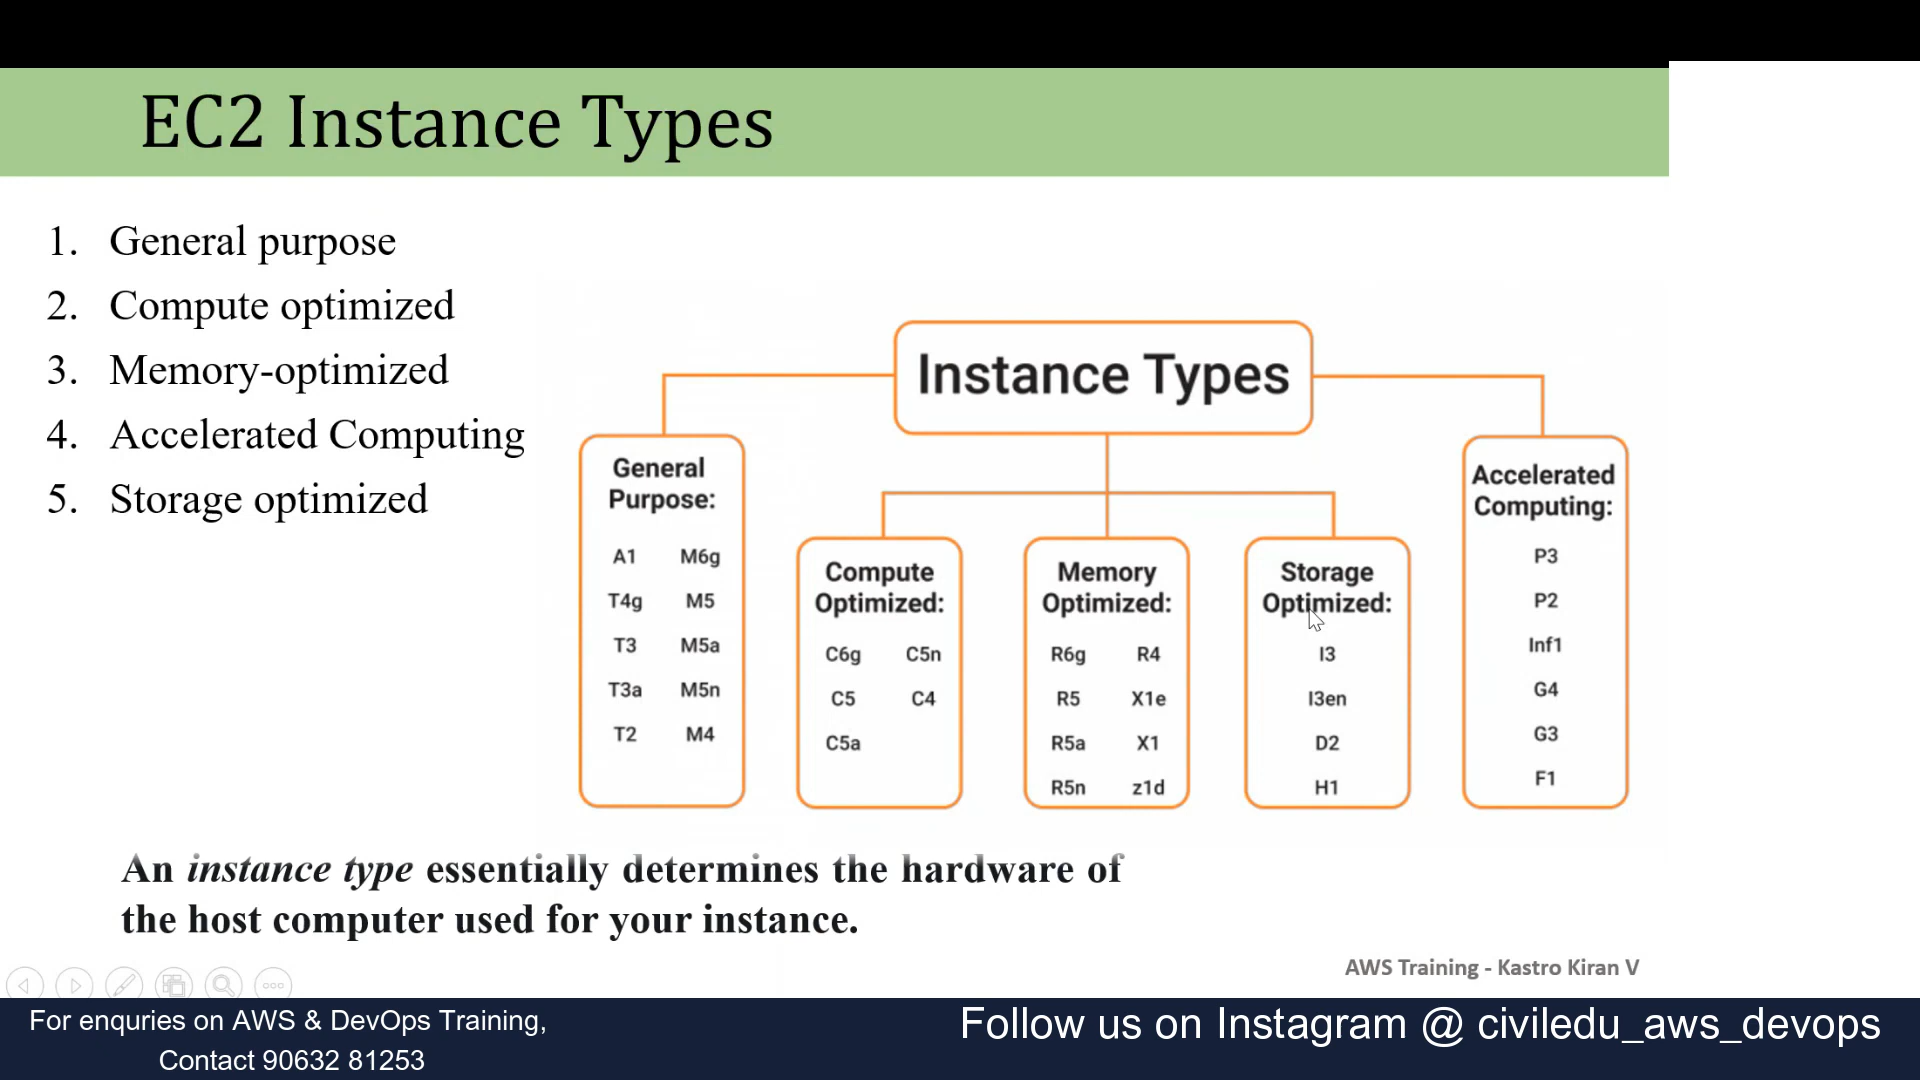 EC2 Instance Types
1. General purpose
2. Compute optimized
3. Memory-optimized
4. Accelerated Computing
5. Storage optimized
Instance Types
General
Purpose:
A1 M6g
T4g M5
T3 M5a
T3a M5n
T2 M4
Compute
Optimized:
C6g C5n
C5 C4
C5a
Memory
Optimized:
R6g R4
R5 X1e
R5a X1
R5n z1d
Storage
Optimized:
I3
I3en
D2
H1
Accelerated
Computing:
P3
P2
Inf1
G4
G3
F1
An instance type essentially determines the hardware of
the host computer used for your instance.
AWS Training - Kastro Kiran V
For enquries on AWS & DevOps Training,
Contact 90632 81253
Follow us on Instagram @ civiledu_aws_devops